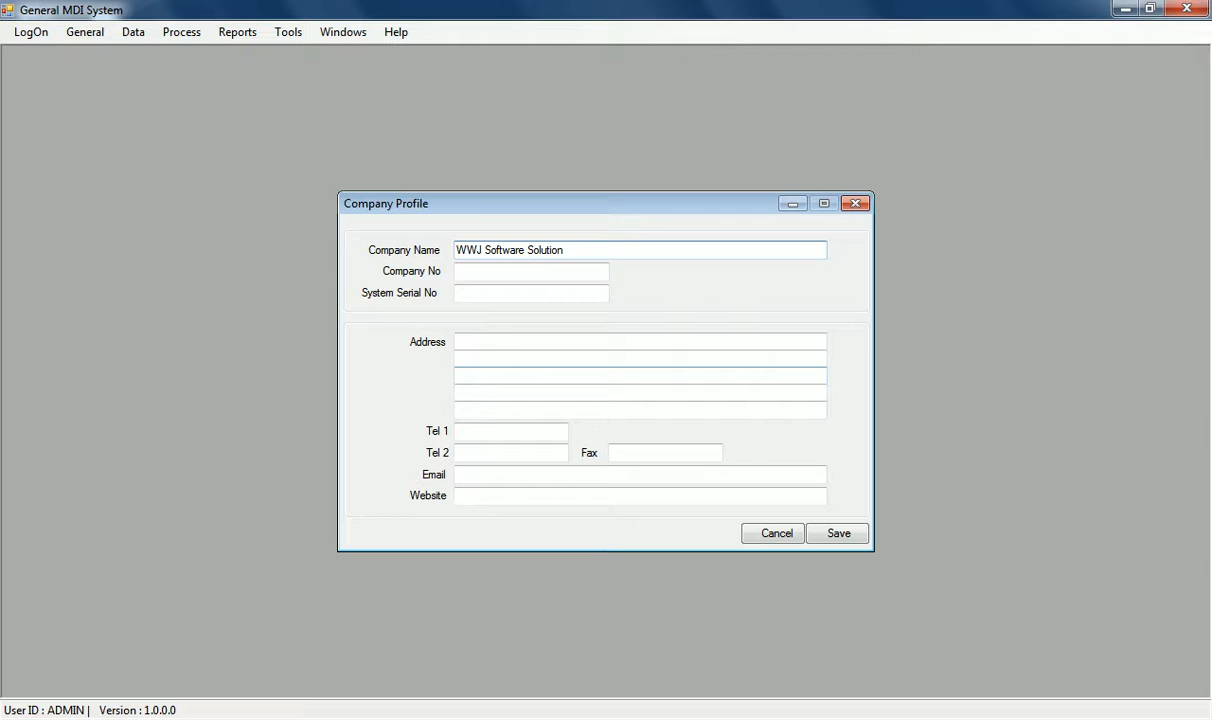 General MDI System
LogOn General Data Process Reports Tools Windows Help
Company Profile
Company Name WWJ Software Solution
Company No
System Serial No
Address
Tel 1
Tel 2 Fax
Email
Website
Cancel Save
User ID : ADMIN | Version : 1.0.0.0